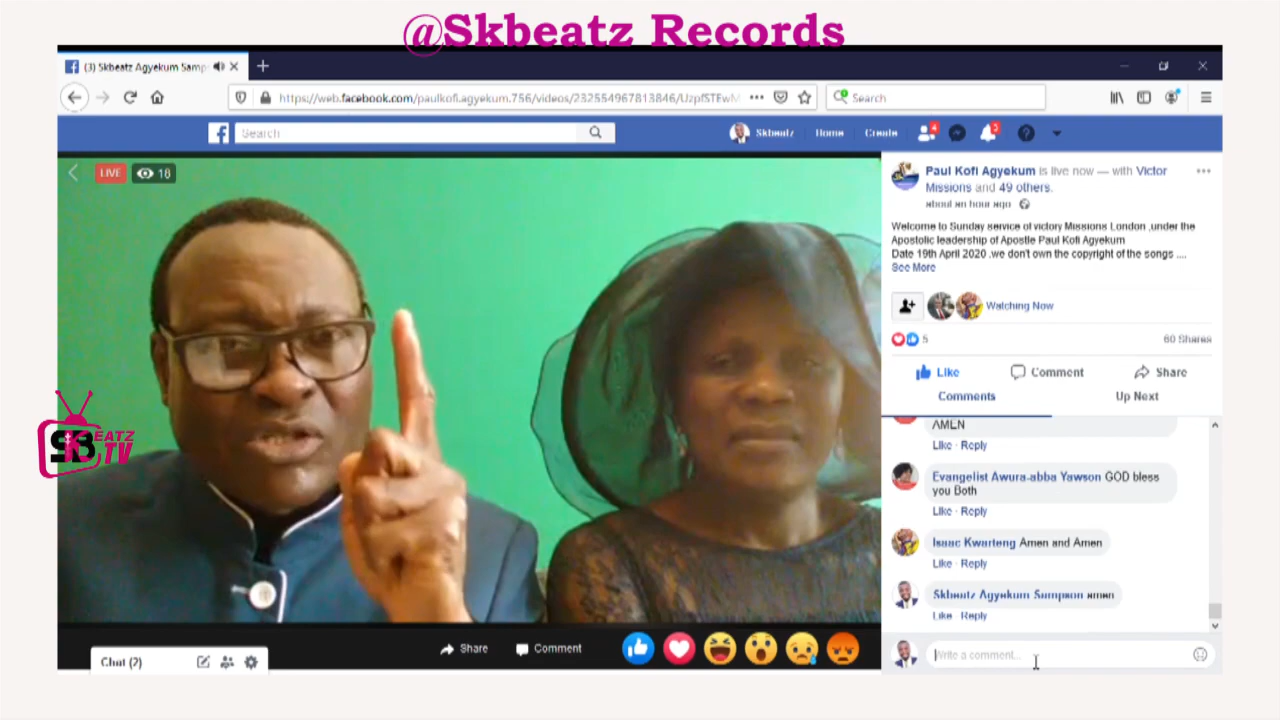 @Skbeatz Records
(3) Skbeatz Agyekum Samp
https://web.facebook.com/paulkofi.agyekum.756/videos/232554967813846/UzpfSTEwM
Search
Search
Skbeatz Home Create
LIVE 18
Paul Kofi Agyekum is live now — with Victor
Missions and 49 others.
about an hour ago
Welcome to Sunday service of victory Missions London ,under the
Apostolic leadership of Apostle Paul Kofi Agyekum
Date 19th April 2020 .we don't own the copyright of the songs ....
See More
Watching Now
5 60 Shares
Like Comment Share
Comments Up Next
AMEN
Like · Reply
Evangelist Awura-abba Yawson GOD bless
you Both
Like · Reply
Isaac Kwarteng Amen and Amen
Like · Reply
Skbeatz Agyekum Sampson amen
Like · Reply
Write a comment...
SKBEATZ
TV
Share Comment
Chat (2)